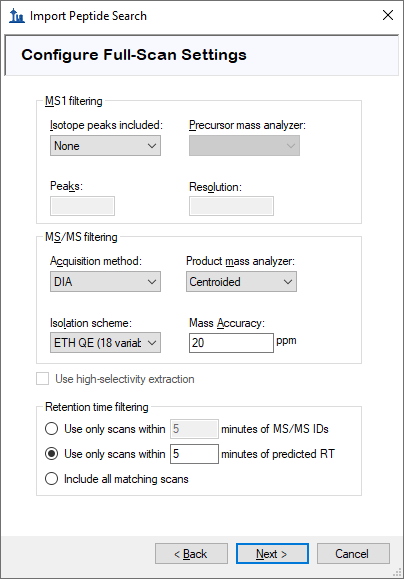 Import Peptide Search
Configure Full-Scan Settings
MS1 filtering
Isotope peaks included: Precursor mass analyzer:
None
Peaks: Resolution:
MS/MS filtering
Acquisition method: Product mass analyzer:
DIA Centroided
Isolation scheme: Mass Accuracy:
ETH QE (18 variab 20 ppm
Use high-selectivity extraction
Retention time filtering
Use only scans within 5 minutes of MS/MS IDs
Use only scans within 5 minutes of predicted RT
Include all matching scans
< Back Next > Cancel